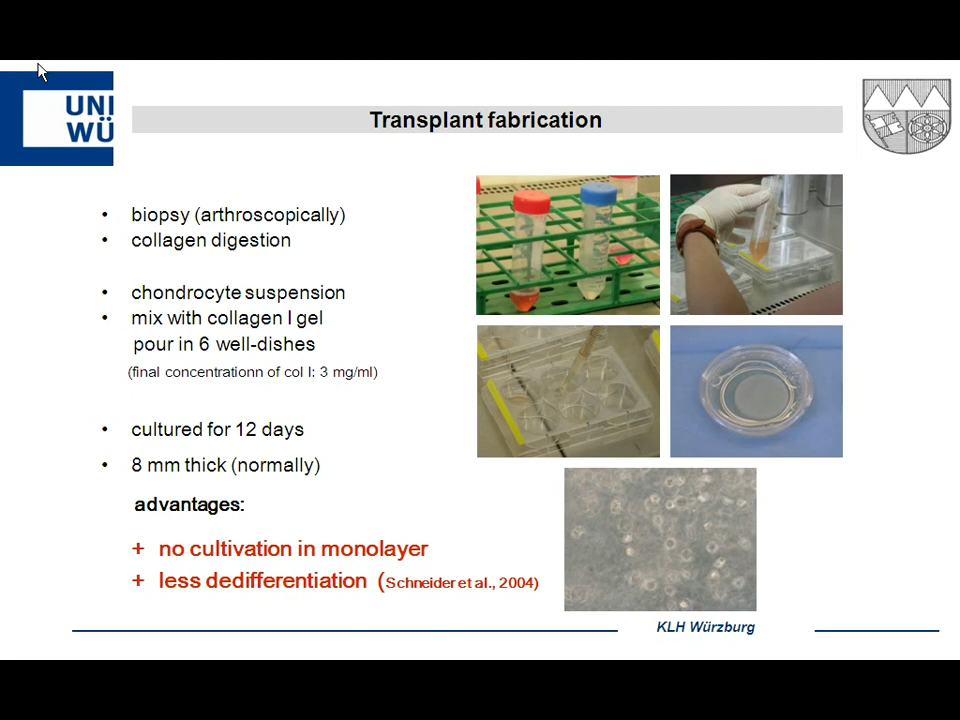 UNI
WÜ
Transplant fabrication
• biopsy (arthroscopically)
• collagen digestion
• chondrocyte suspension
• mix with collagen I gel
pour in 6 well-dishes
(final concentrationn of col I: 3 mg/ml)
• cultured for 12 days
• 8 mm thick (normally)
advantages:
+ no cultivation in monolayer
+ less dedifferentiation (Schneider et al., 2004)
KLH Würzburg